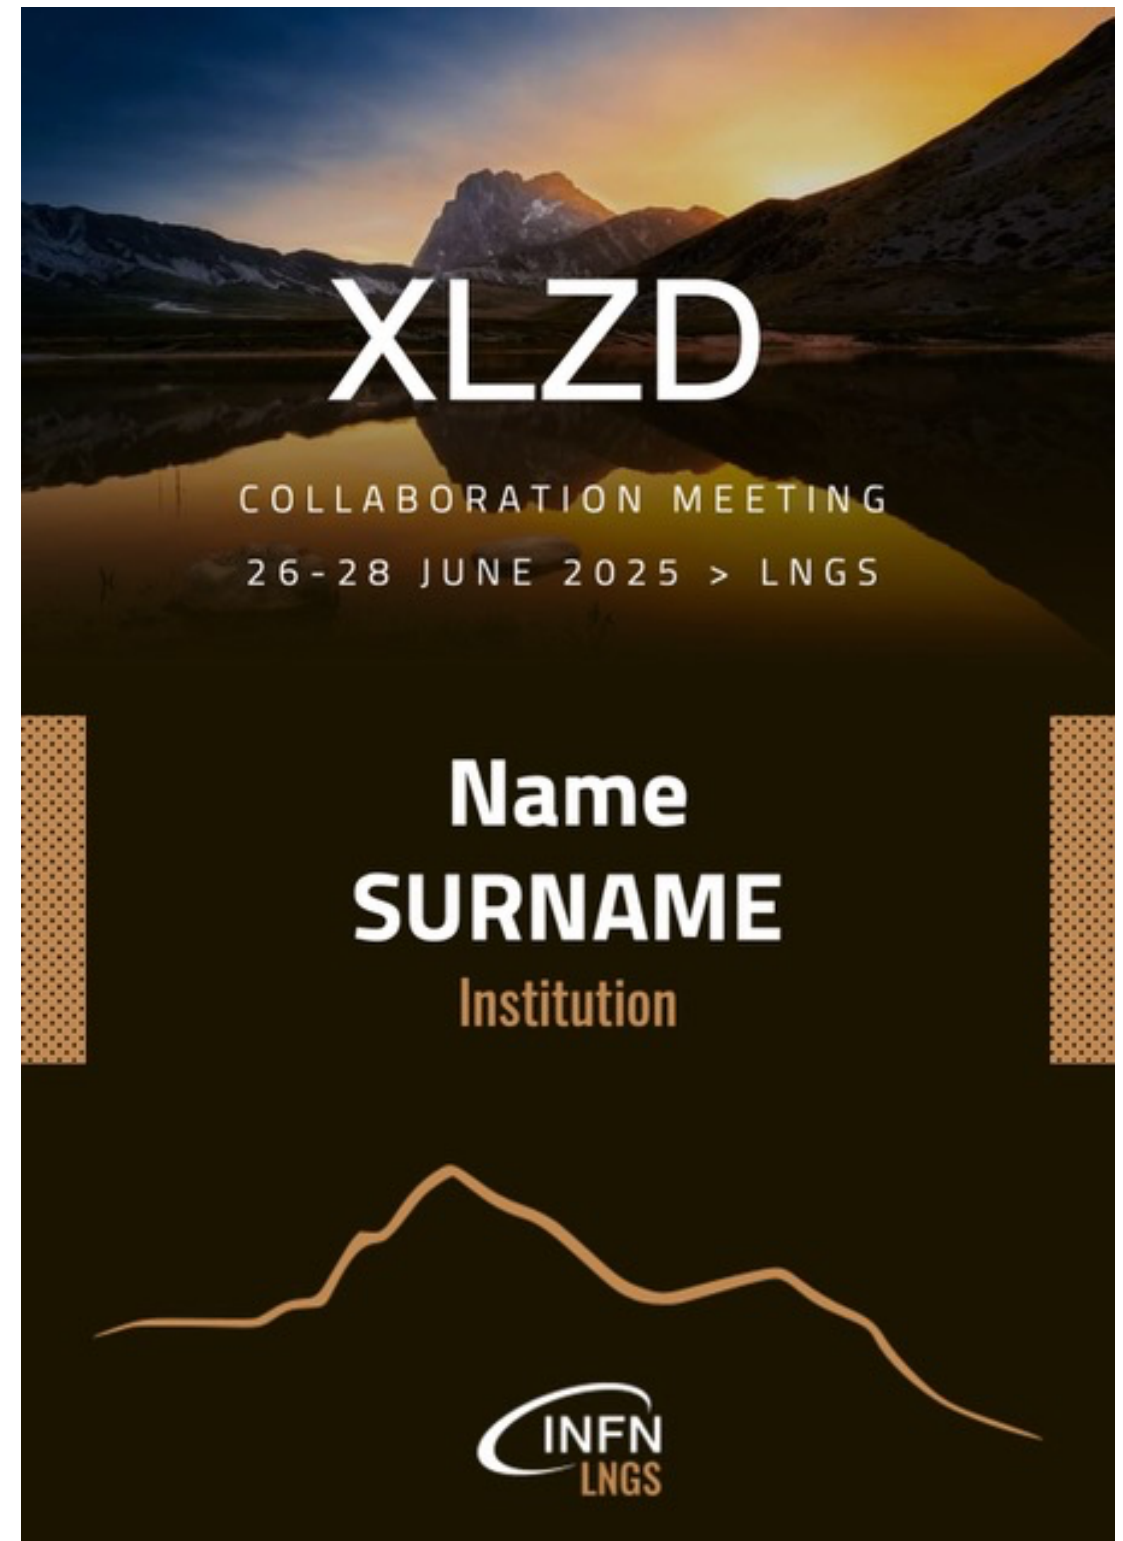 XLZD
COLLABORATION MEETING
26-28 JUNE 2025 > LNGS
Name
SURNAME
Institution
INFN
LNGS